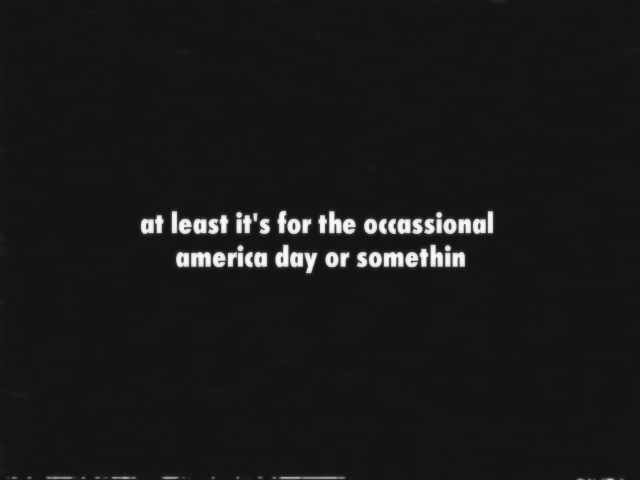 at least it's for the occassional
america day or somethin